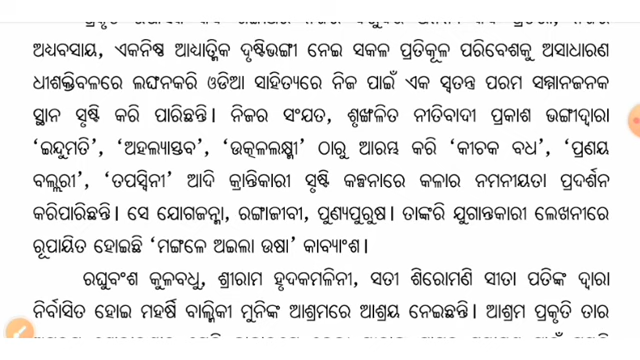 ଅଧ୍ୟବସାୟ, ଏକନିଷ୍ଠ ଆଧ୍ୟାତ୍ମିକ ଦୃଷ୍ଟିଭଙ୍ଗୀ ନେଇ ସକଳ ପ୍ରତିକୂଳ ପରିବେଶକୁ ଅସାଧାରଣ
ଧୀଶକ୍ତିବଳରେ ଲଙ୍ଘନକରି ଓଡିଆ ସାହିତ୍ୟରେ ନିଜ ପାଇଁ ଏକ ସ୍ୱତନ୍ତ୍ର ପରମ ସମ୍ମାନଜନକ
ସ୍ଥାନ ସୃଷ୍ଟି କରି ପାରିଛନ୍ତି। ନିଜର ସଂଯତ, ଶୃଙ୍ଖଳିତ ନୀତିବାଦୀ ପ୍ରକାଶ ଭଙ୍ଗୀଦ୍ୱାରା
‘ଇନ୍ଦୁମତି’, ‘ଅହଲ୍ୟାସ୍ତବ’, ‘ଉତ୍କଳଲକ୍ଷ୍ମୀ’ ଠାରୁ ଆରମ୍ଭ କରି ‘କୀଚକ ବଧ’, ‘ପ୍ରଣୟ
ବଲ୍ଲରୀ’, ‘ତପସ୍ୱିନୀ’ ଆଦି କ୍ରାନ୍ତିକାରୀ ସୃଷ୍ଟି କଳ୍ପନାରେ କଳାର ନମନୀୟତା ପ୍ରଦର୍ଶନ
କରିପାରିଛନ୍ତି। ସେ ଯୋଗଜନ୍ମା, ରଙ୍ଗାଜୀବୀ, ପୁଣ୍ୟପୁରୁଷ। ତାଙ୍କରି ଯୁଗାନ୍ତକାରୀ ଲେଖନୀରେ
ରୂପାୟିତ ହୋଇଛି ‘ମଙ୍ଗଳେ ଅଇଲା ଉଷା’ କାବ୍ୟାଂଶ।
ରଘୁବଂଶ କୁଳବଧୁ, ଶ୍ରୀରାମ ହୃଦକମଳିନୀ, ସତୀ ଶିରୋମଣି ସୀତା ପତିଙ୍କ ଦ୍ୱାରା
ନିର୍ବାସିତ ହୋଇ ମହର୍ଷି ବାଲ୍ମିକୀ ମୁନିଙ୍କ ଆଶ୍ରମରେ ଆଶ୍ରୟ ନେଇଛନ୍ତି। ଆଶ୍ରମ ପ୍ରକୃତି ତାର